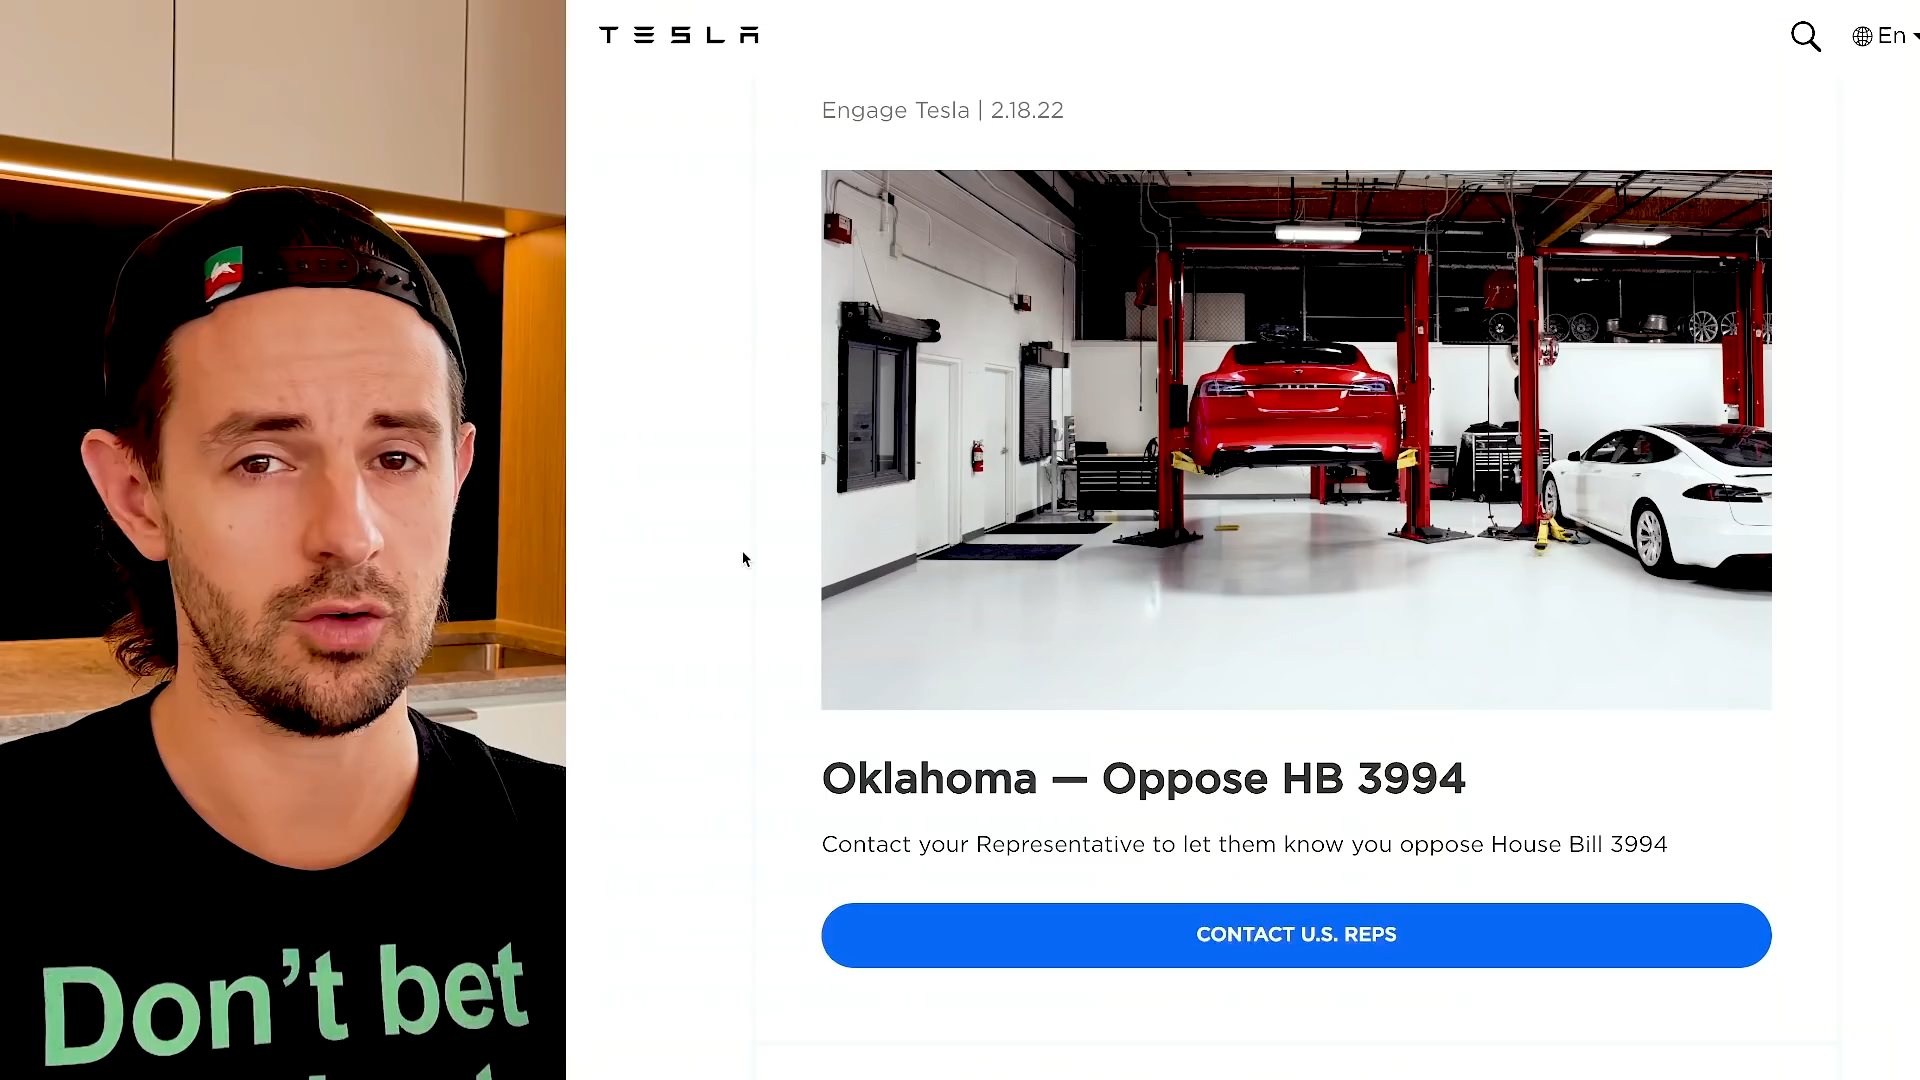 TESLA
En
Engage Tesla | 2.18.22
Oklahoma — Oppose HB 3994
Contact your Representative to let them know you oppose House Bill 3994
CONTACT U.S. REPS
Don't bet